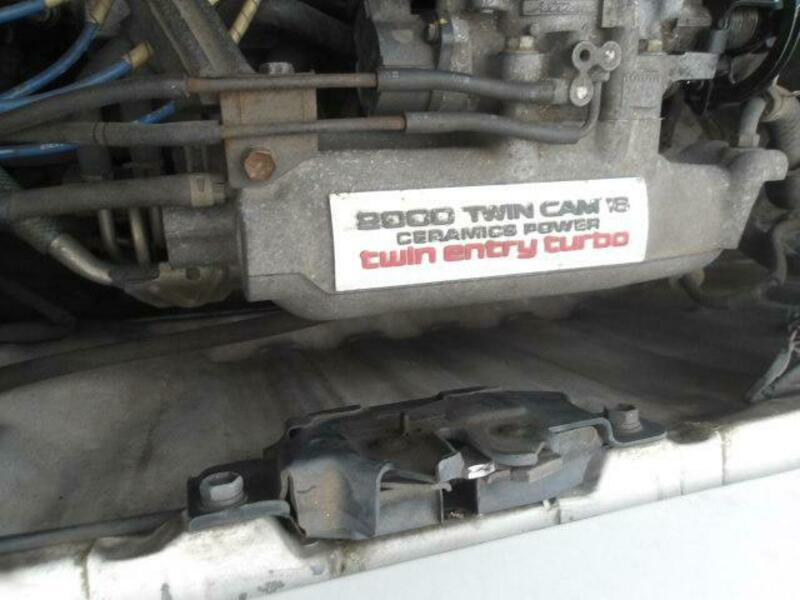 2000 TWIN CAM 16
CERAMICS POWER
twin entry turbo